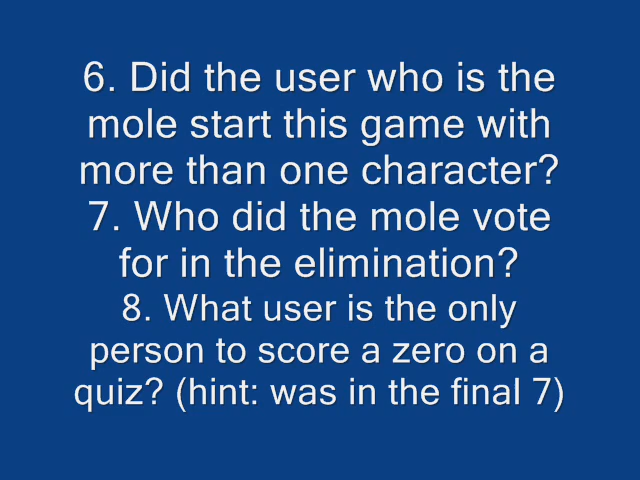 6. Did the user who is the
mole start this game with
more than one character?
7. Who did the mole vote
for in the elimination?
8. What user is the only
person to score a zero on a
quiz? (hint: was in the final 7)